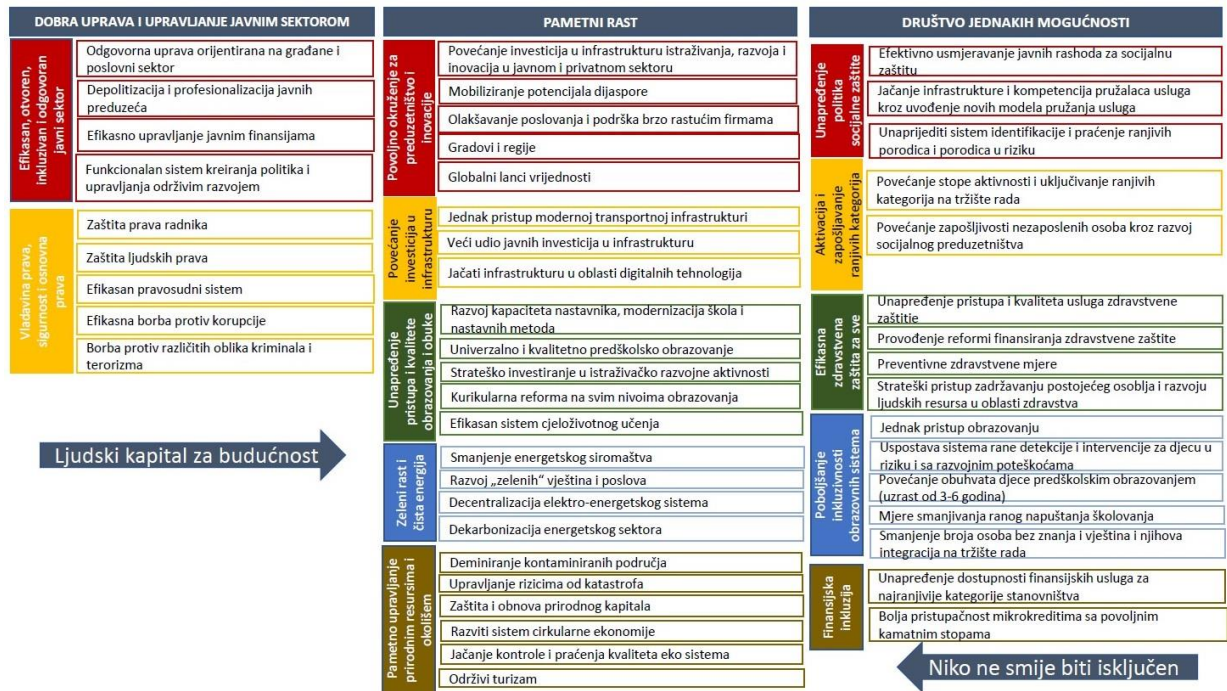 DOBRA UPRAVA I UPRAVLJANJE JAVNIM SEKTOROM
Efikasan, otvoren,
inkluzivan i odgovoran
javni sektor
Odgovorna uprava orijentirana na građane i
poslovni sektor
Depolitizacija i profesionalizacija javnih
preduzeća
Efikasno upravljanje javnim finansijama
Funkcionalan sistem kreiranja politika i
upravljanja održivim razvojem
Vladavina prava,
sigurnost i osnovna
prava
Zaštita prava radnika
Zaštita ljudskih prava
Efikasan pravosudni sistem
Efikasna borba protiv korupcije
Borba protiv različitih oblika kriminala i
terorizma
Ljudski kapital za budućnost
PAMETNI RAST
Povoljno okruženje za
preduzetništvo i
inovacije
Povećanje investicija u infrastrukturu istraživanja, razvoja i
inovacija u javnom i privatnom sektoru
Mobiliziranje potencijala dijaspore
Olakšavanje poslovanja i podrška brzo rastućim firmama
Gradovi i regije
Globalni lanci vrijednosti
Povećanje
investicija u
infrastrukturu
Jednak pristup modernoj transportnoj infrastrukturi
Veći udio javnih investicija u infrastrukturu
Jačati infrastrukturu u oblasti digitalnih tehnologija
Unapređenje
pristupa i kvalitete
obrazovanja i obuke
Razvoj kapaciteta nastavnika, modernizacija škola i
nastavnih metoda
Univerzalno i kvalitetno predškolsko obrazovanje
Strateško investiranje u istraživačko razvojne aktivnosti
Kurikularna reforma na svim nivoima obrazovanja
Efikasan sistem cjeloživotnog učenja
Zeleni rast i
čista energija
Smanjenje energetskog siromaštva
Razvoj „zelenih“ vještina i poslova
Decentralizacija elektro-energetskog sistema
Dekarbonizacija energetskog sektora
Pametno upravljanje
prirodnim resursima i
okolišem
Deminiranje kontaminiranih područja
Upravljanje rizicima od katastrofa
Zaštita i obnova prirodnog kapitala
Razviti sistem cirkularne ekonomije
Jačanje kontrole i praćenja kvaliteta eko sistema
Održivi turizam
DRUŠTVO JEDNAKIH MOGUĆNOSTI
Unapređenje
politika
socijalne zaštite
Efektivno usmjeravanje javnih rashoda za socijalnu
zaštitu
Jačanje infrastrukture i kompetencija pružalaca usluga
kroz uvođenje novih modela pružanja usluga
Unaprijediti sistem identifikacije i praćenje ranjivih
porodica i porodica u riziku
Aktivacija i
zapošljavanje
ranjivih kategorija
Povećanje stope aktivnosti i uključivanje ranjivih
kategorija na tržište rada
Povećanje zapošljivosti nezaposlenih osoba kroz razvoj
socijalnog preduzetništva
Efikasna
zdravstvena
zaštita za sve
Unapređenje pristupa i kvaliteta usluga zdravstvene
zaštitie
Provođenje reformi finansiranja zdravstvene zaštite
Preventivne zdravstvene mjere
Strateški pristup zadržavanju postojećeg osoblja i razvoju
ljudskih resursa u oblasti zdravstva
Poboljšanje
inkluzivnosti
obrazovnih sistema
Jednak pristup obrazovanju
Uspostava sistema rane detekcije i intervencije za djecu u
riziku i sa razvojnim poteškoćama
Povećanje obuhvata djece predškolskim obrazovanjem
(uzrast od 3-6 godina)
Mjere smanjivanja ranog napuštanja školovanja
Smanjenje broja osoba bez znanja i vještina i njihova
integracija na tržište rada
Finansijska
inkluzija
Unapređenje dostupnosti finansijskih usluga za
najranjivije kategorije stanovništva
Bolja pristupačnost mikrokreditima sa povoljnim
kamatnim stopama
Niko ne smije biti isključen